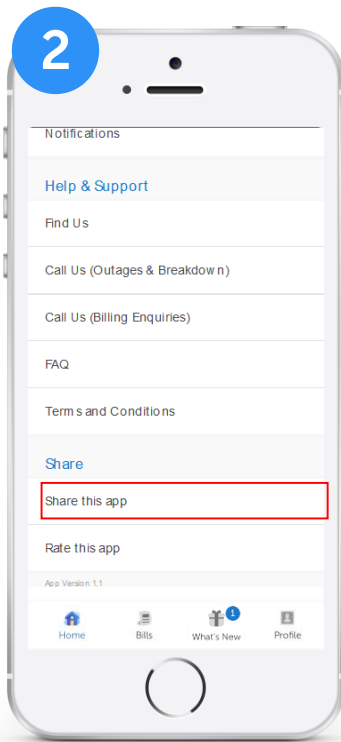 2
Notifications
Help & Support
Find Us
Call Us (Outages & Breakdown)
Call Us (Billing Enquiries)
FAQ
Terms and Conditions
Share
Share this app
Rate this app
App Version 1.1
1
Home Bills What's New Profile